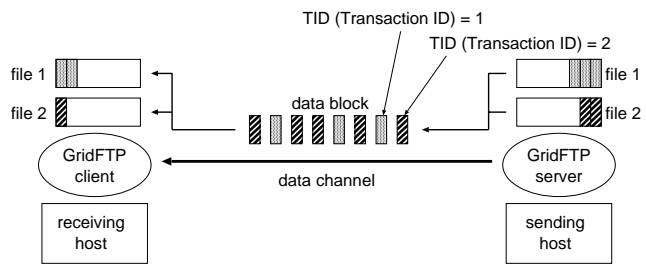 TID (Transaction ID) = 1
TID (Transaction ID) = 2
file 1
file 1
data block
file 2
file 2
GridFTP
client
GridFTP
server
data channel
receiving
host
sending
host